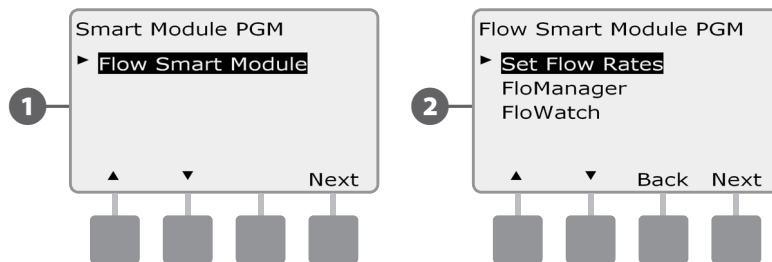 1
Smart Module PGM
► Flow Smart Module
▲ ▼ Next
2
Flow Smart Module PGM
► Set Flow Rates
FloManager
FloWatch
▲ ▼ Back Next